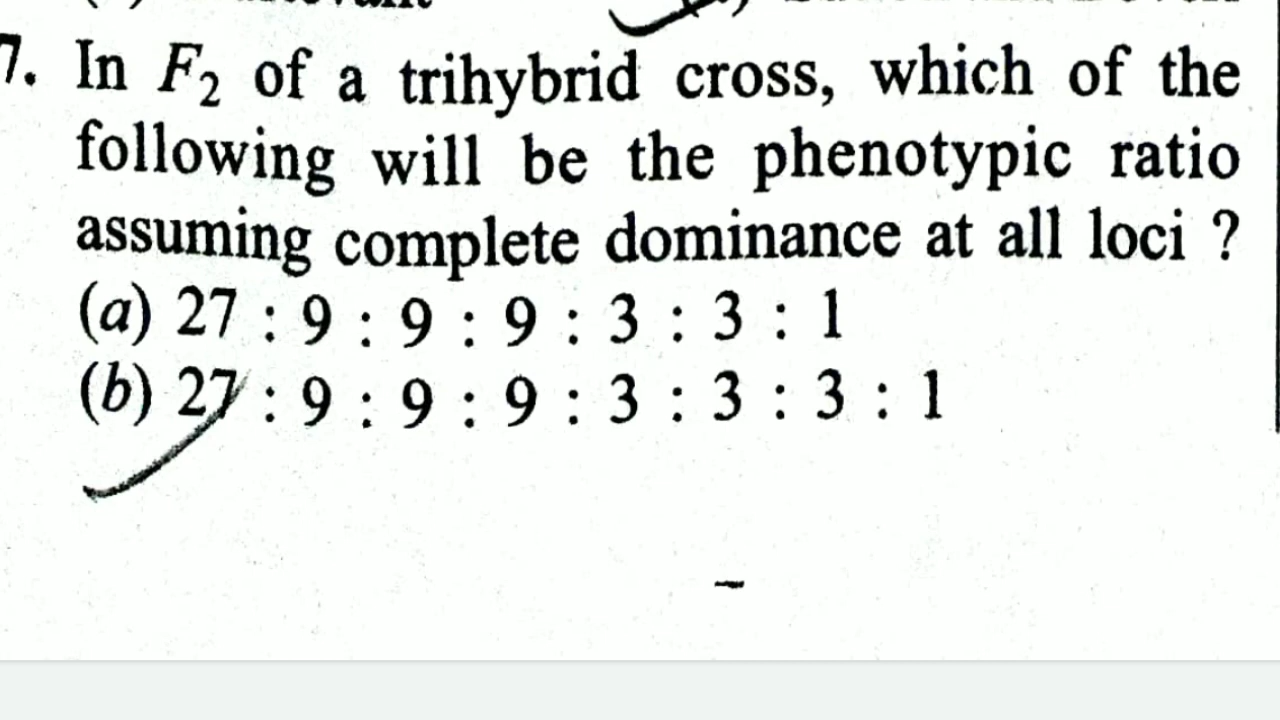 7. In F₂ of a trihybrid cross, which of the
following will be the phenotypic ratio
assuming complete dominance at all loci ?
(a) 27 : 9 : 9 : 9 : 3 : 3 : 1
(b) 27 : 9 : 9 : 9 : 3 : 3 : 3 : 1